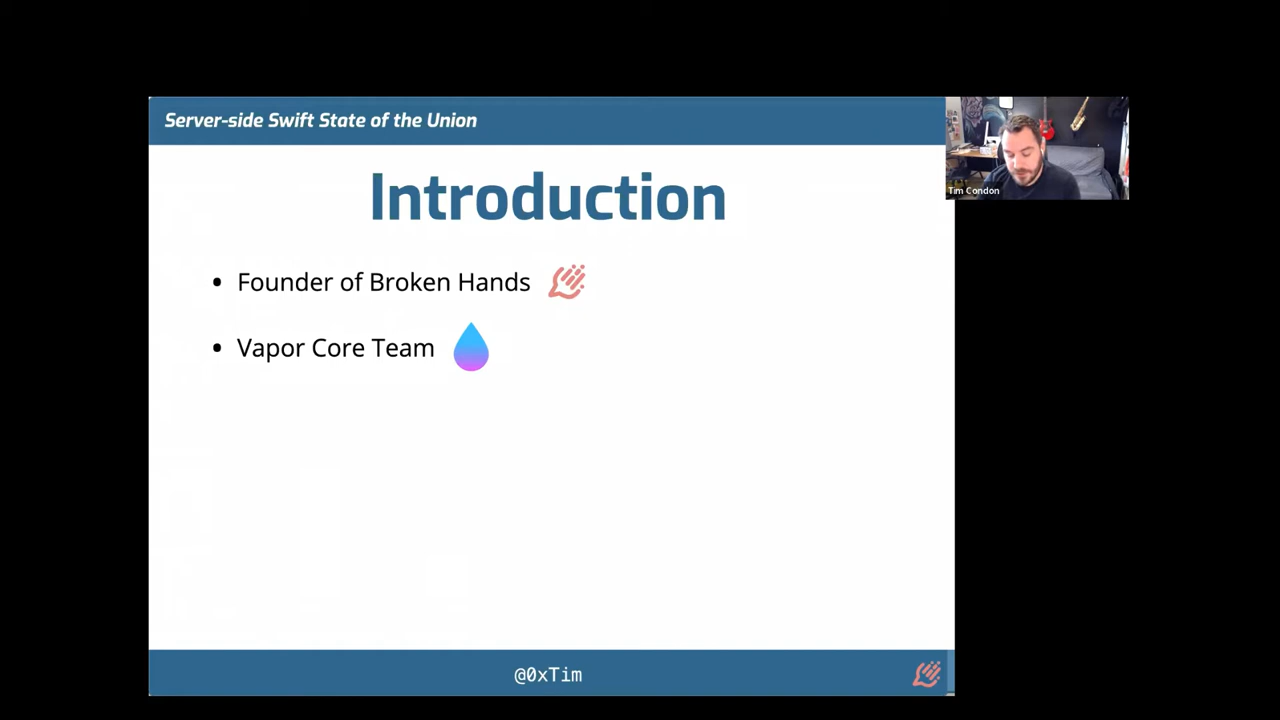 Server-side Swift State of the Union
Tim Condon
Introduction
• Founder of Broken Hands
• Vapor Core Team
@0xTim